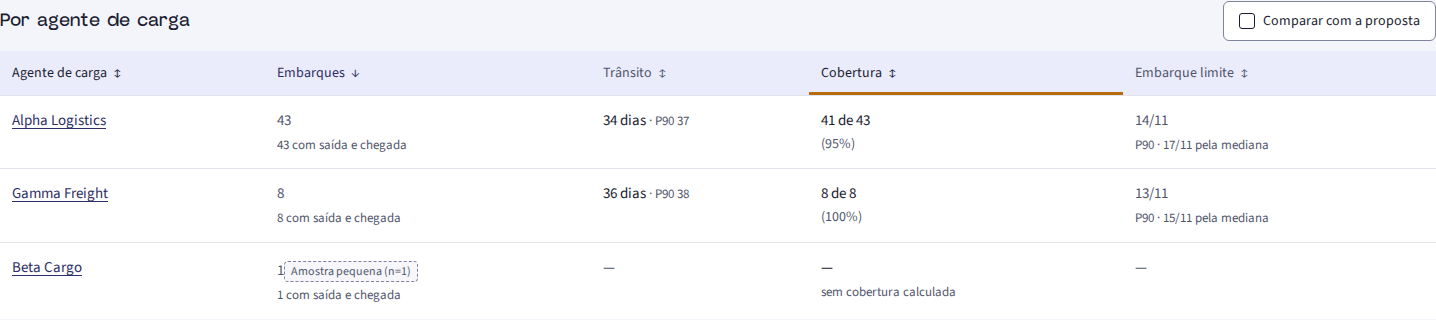 Por agente de carga
Comparar com a proposta
Agente de carga ↕ Embarques ↓ Trânsito ↕ Cobertura ↕ Embarque limite ↕
Alpha Logistics 43 34 dias · P90 37 41 de 43 14/11
43 com saída e chegada (95%) P90 · 17/11 pela mediana
Gamma Freight 8 36 dias · P90 38 8 de 8 13/11
8 com saída e chegada (100%) P90 · 15/11 pela mediana
Beta Cargo 1 Amostra pequena (n=1) — — —
1 com saída e chegada sem cobertura calculada